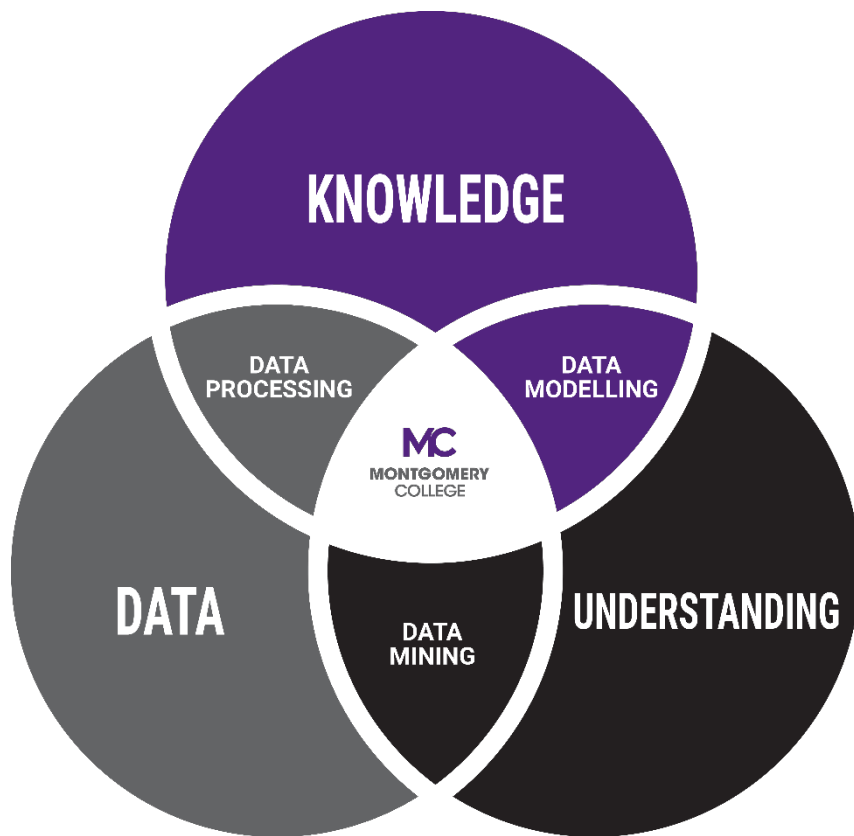 KNOWLEDGE
DATA
PROCESSING
DATA
MODELLING
MC
MONTGOMERY
COLLEGE
DATA
UNDERSTANDING
DATA
MINING